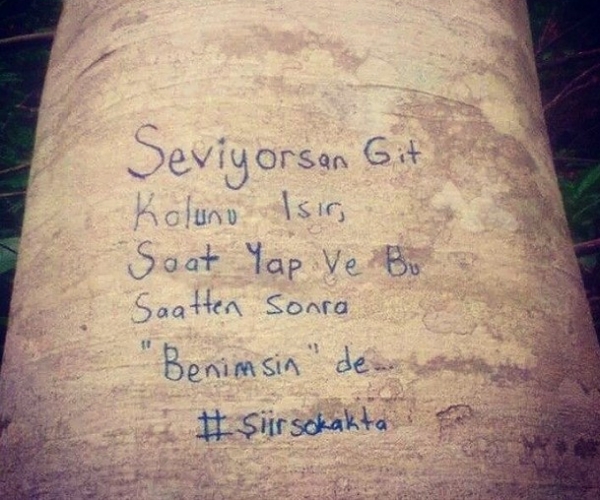 Seviyorsan Git
Kolunu Isır,
Saat Yap Ve Bu
Saatten Sonra
"Benimsin" de...
#şiirsokakta